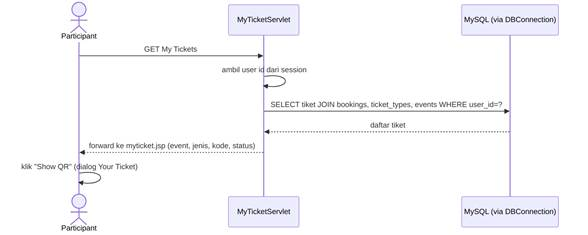 Participant
MyTicketServlet
MySQL (via DBConnection)
GET My Tickets
ambil user id dari session
SELECT tiket JOIN bookings, ticket_types, events WHERE user_id=?
daftar tiket
forward ke myticket.jsp (event, jenis, kode, status)
klik "Show QR" (dialog Your Ticket)
Participant
MyTicketServlet
MySQL (via DBConnection)